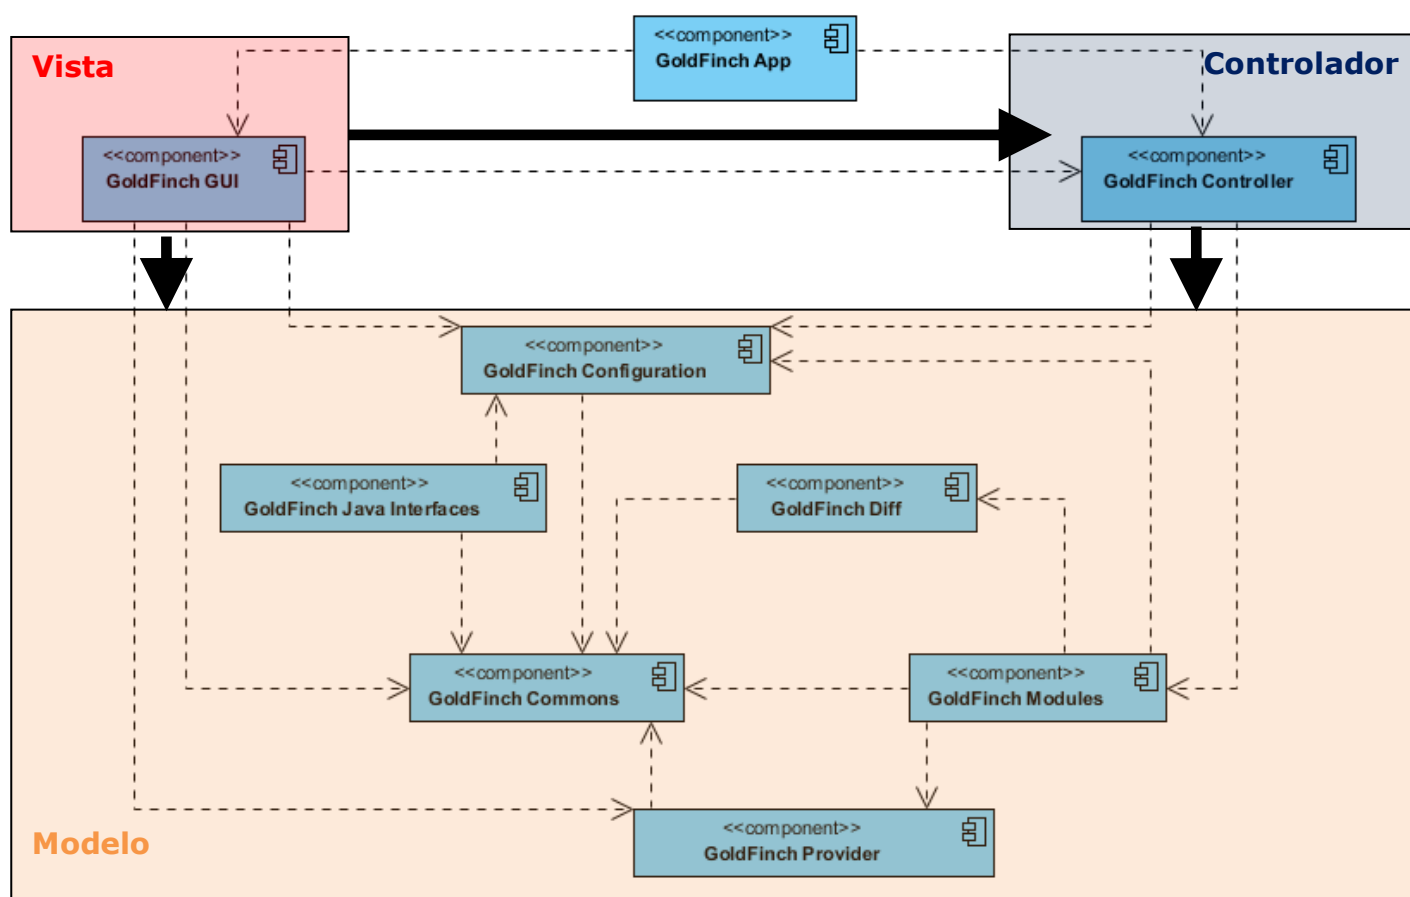 <<component>>
GoldFinch App
Vista
Controlador
<<component>>
GoldFinch GUI
<<component>>
GoldFinch Controller
<<component>>
GoldFinch Configuration
<<component>>
GoldFinch Java Interfaces
<<component>>
GoldFinch Diff
<<component>>
GoldFinch Commons
<<component>>
GoldFinch Modules
<<component>>
GoldFinch Provider
Modelo